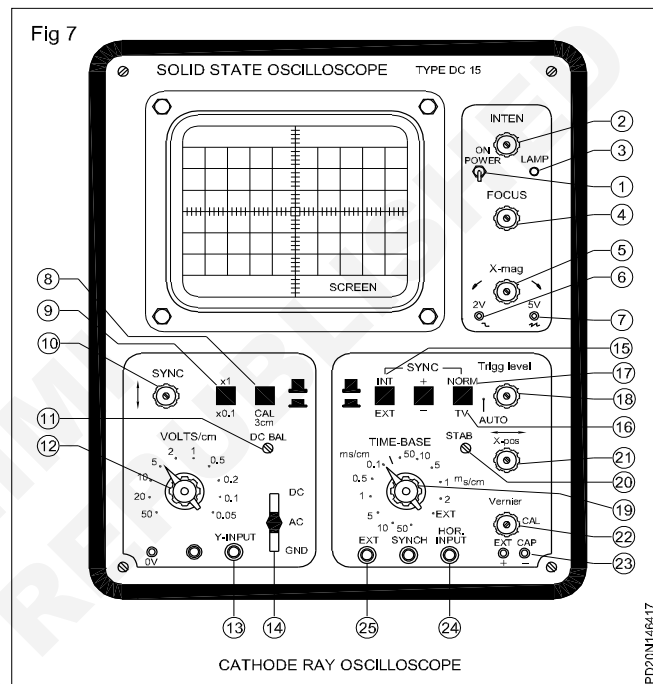 Fig 7
SOLID STATE OSCILLOSCOPE TYPE DC 15
SCREEN
INTEN
2
ON
POWER
LAMP
3
1
FOCUS
4
X-mag
5
2V
5V
6
7
8
9
10
11
12
SYNC
x1
x0.1
CAL
3cm
DC BAL
VOLTS/cm
50
20
10
5
2
1
0.5
0.2
0.1
0.05
DC
AC
GND
0V
Y-INPUT
13
14
15
SYNC
INT
EXT
+
−
NORM
TV
Trigg level
AUTO
17
18
16
X-pos
21
TIME-BASE
STAB
20
ms/cm
0.1
0.5
1
5
10
50
50
10
5
1
2
EXT
ms/cm
19
Vernier
CAL
22
EXT
CAP
+
−
23
EXT
SYNCH
HOR.
INPUT
25
24
CATHODE RAY OSCILLOSCOPE
PD20N146417
REPUBLISHED